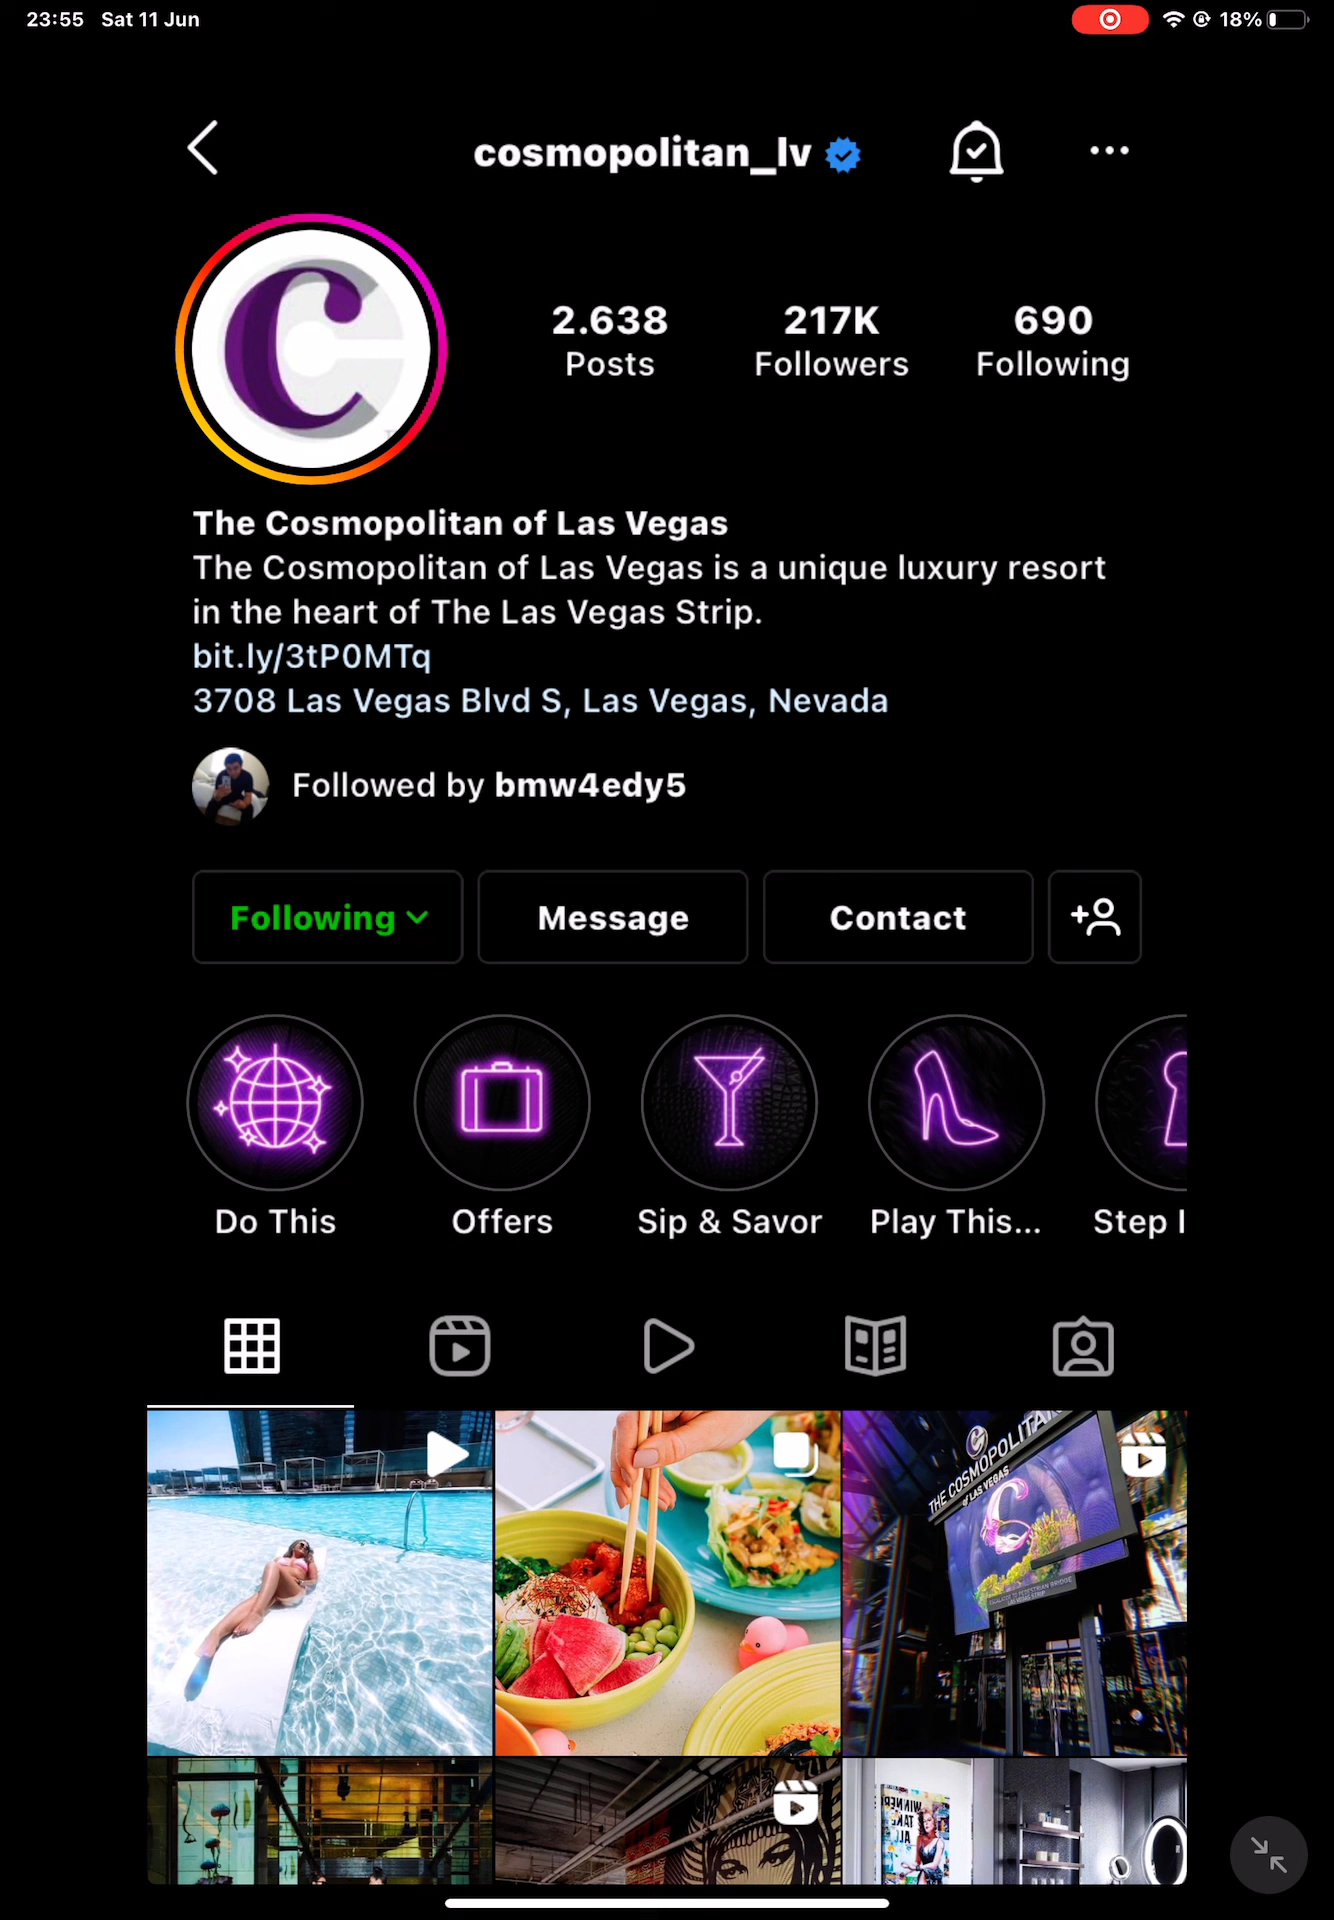 23:55 Sat 11 Jun
18%
cosmopolitan_lv
2.638
Posts
217K
Followers
690
Following
The Cosmopolitan of Las Vegas
The Cosmopolitan of Las Vegas is a unique luxury resort
in the heart of The Las Vegas Strip.
bit.ly/3tP0MTq
3708 Las Vegas Blvd S, Las Vegas, Nevada
Followed by bmw4edy5
Following
Message
Contact
Do This
Offers
Sip & Savor
Play This...
Step I
THE COSMOPOLITAN
of LAS VEGAS
WINNER
TAKE
ALL